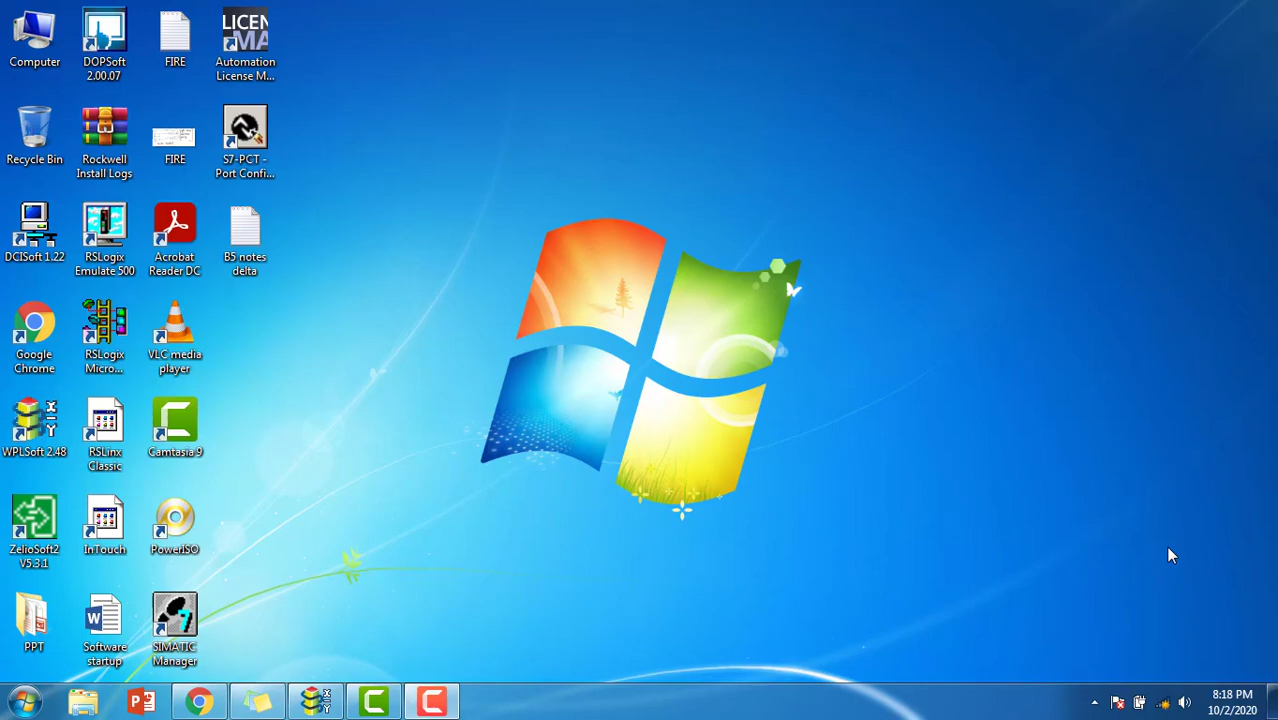 Computer
DOPSoft
2.00.07
FIRE
LICEN
MA
Automation
License M...
Recycle Bin
Rockwell
Install Logs
FIRE
S7-PCT -
Port Confi...
DCISoft 1.22
RSLogix
Emulate 500
Acrobat
Reader DC
B5 notes
delta
Google
Chrome
RSLogix
Micro...
VLC media
player
X
Y
WPLSoft 2.48
RSLinx
Classic
Camtasia 9
ZelioSoft2
V5.3.1
InTouch
PowerISO
PPT
W
Software
startup
7
SIMATIC
Manager
X
Y
8:18 PM
10/2/2020